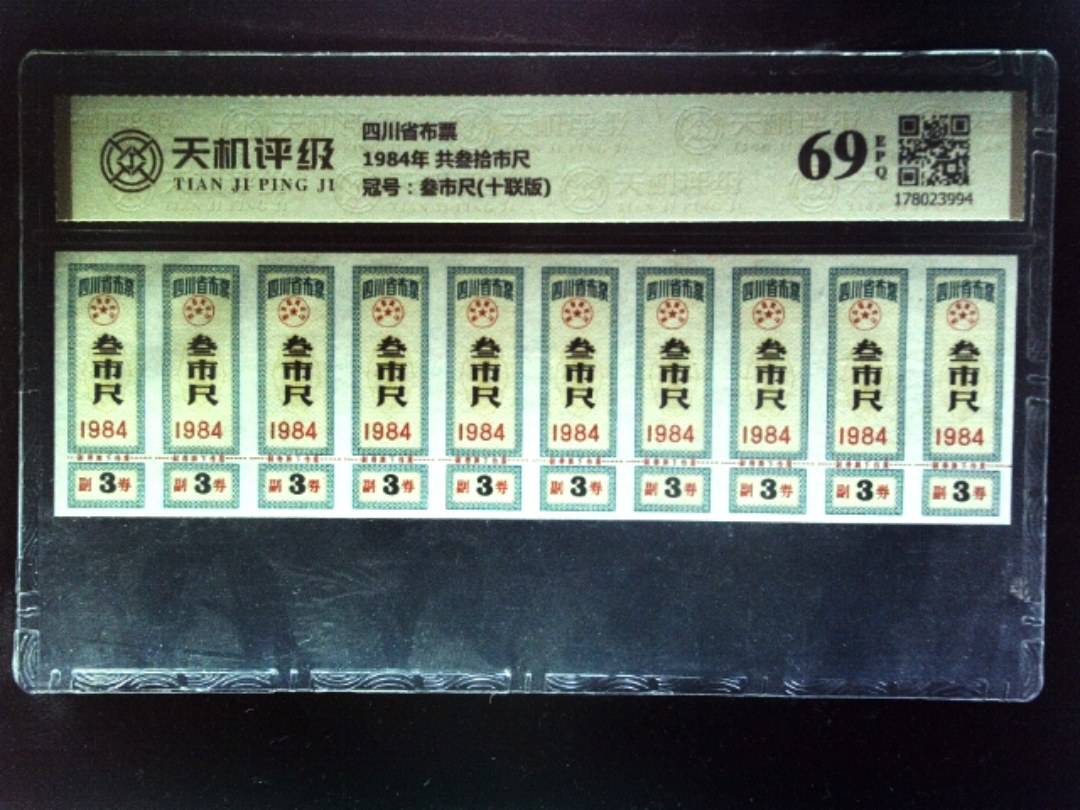 天机评级
TIAN JI PING JI
四川省布票
1984年 共叁拾市尺
冠号：叁市尺(十联版)
69
EPQ
178023994
四川省布票 四川省布票 四川省布票 四川省布票 四川省布票 四川省布票 四川省布票 四川省布票 四川省布票 四川省布票
叁市尺 叁市尺 叁市尺 叁市尺 叁市尺 叁市尺 叁市尺 叁市尺 叁市尺 叁市尺
1984 1984 1984 1984 1984 1984 1984 1984 1984 1984
副3券 副3券 副3券 副3券 副3券 副3券 副3券 副3券 副3券 副3券